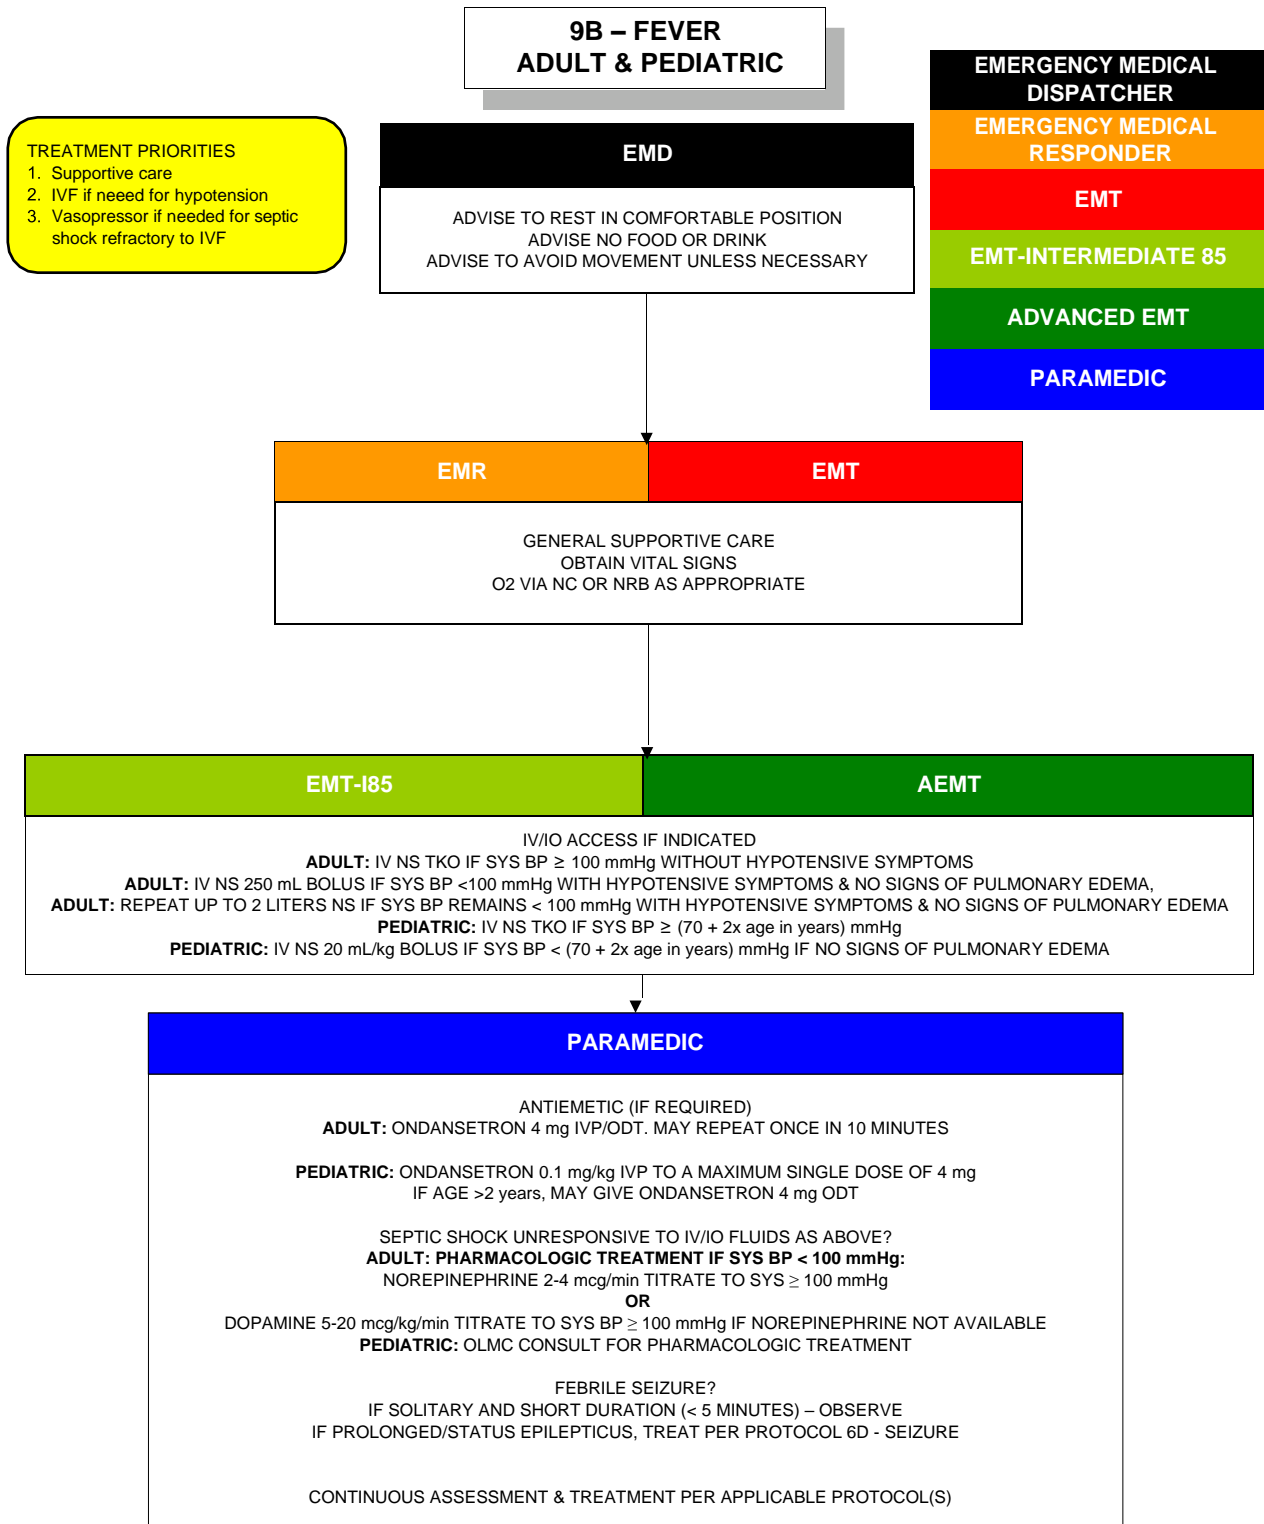 9B – FEVER
ADULT & PEDIATRIC
EMERGENCY MEDICAL
DISPATCHER
EMERGENCY MEDICAL
RESPONDER
EMT
EMT-INTERMEDIATE 85
ADVANCED EMT
PARAMEDIC
TREATMENT PRIORITIES
1. Supportive care
2. IVF if neeed for hypotension
3. Vasopressor if needed for septic
shock refractory to IVF
EMD
ADVISE TO REST IN COMFORTABLE POSITION
ADVISE NO FOOD OR DRINK
ADVISE TO AVOID MOVEMENT UNLESS NECESSARY
EMR
EMT
GENERAL SUPPORTIVE CARE
OBTAIN VITAL SIGNS
O2 VIA NC OR NRB AS APPROPRIATE
EMT-I85
AEMT
IV/IO ACCESS IF INDICATED
ADULT: IV NS TKO IF SYS BP ≥ 100 mmHg WITHOUT HYPOTENSIVE SYMPTOMS
ADULT: IV NS 250 mL BOLUS IF SYS BP <100 mmHg WITH HYPOTENSIVE SYMPTOMS & NO SIGNS OF PULMONARY EDEMA,
ADULT: REPEAT UP TO 2 LITERS NS IF SYS BP REMAINS < 100 mmHg WITH HYPOTENSIVE SYMPTOMS & NO SIGNS OF PULMONARY EDEMA
PEDIATRIC: IV NS TKO IF SYS BP ≥ (70 + 2x age in years) mmHg
PEDIATRIC: IV NS 20 mL/kg BOLUS IF SYS BP < (70 + 2x age in years) mmHg IF NO SIGNS OF PULMONARY EDEMA
PARAMEDIC
ANTIEMETIC (IF REQUIRED)
ADULT: ONDANSETRON 4 mg IVP/ODT. MAY REPEAT ONCE IN 10 MINUTES
PEDIATRIC: ONDANSETRON 0.1 mg/kg IVP TO A MAXIMUM SINGLE DOSE OF 4 mg
IF AGE >2 years, MAY GIVE ONDANSETRON 4 mg ODT
SEPTIC SHOCK UNRESPONSIVE TO IV/IO FLUIDS AS ABOVE?
ADULT: PHARMACOLOGIC TREATMENT IF SYS BP < 100 mmHg:
NOREPINEPHRINE 2-4 mcg/min TITRATE TO SYS ≥ 100 mmHg
OR
DOPAMINE 5-20 mcg/kg/min TITRATE TO SYS BP ≥ 100 mmHg IF NOREPINEPHRINE NOT AVAILABLE
PEDIATRIC: OLMC CONSULT FOR PHARMACOLOGIC TREATMENT
FEBRILE SEIZURE?
IF SOLITARY AND SHORT DURATION (< 5 MINUTES) – OBSERVE
IF PROLONGED/STATUS EPILEPTICUS, TREAT PER PROTOCOL 6D - SEIZURE
CONTINUOUS ASSESSMENT & TREATMENT PER APPLICABLE PROTOCOL(S)